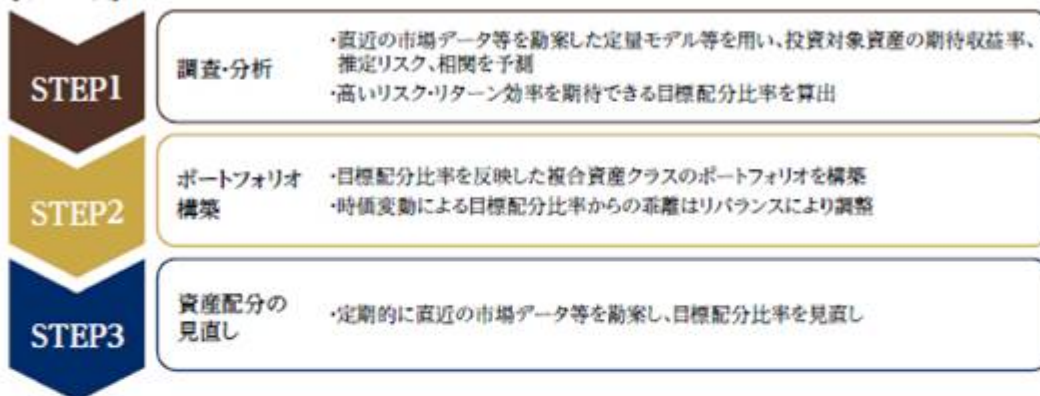 STEP1
調査・分析
・直近の市場データ等を勘案した定量モデル等を用い、投資対象資産の期待収益率、
推定リスク、相関を予測
・高いリスク・リターン効率を期待できる目標配分比率を算出
STEP2
ポートフォリオ
構築
・目標配分比率を反映した複合資産クラスのポートフォリオを構築
・時価変動による目標配分比率からの乖離はリバランスにより調整
STEP3
資産配分の
見直し
・定期的に直近の市場データ等を勘案し、目標配分比率を見直し